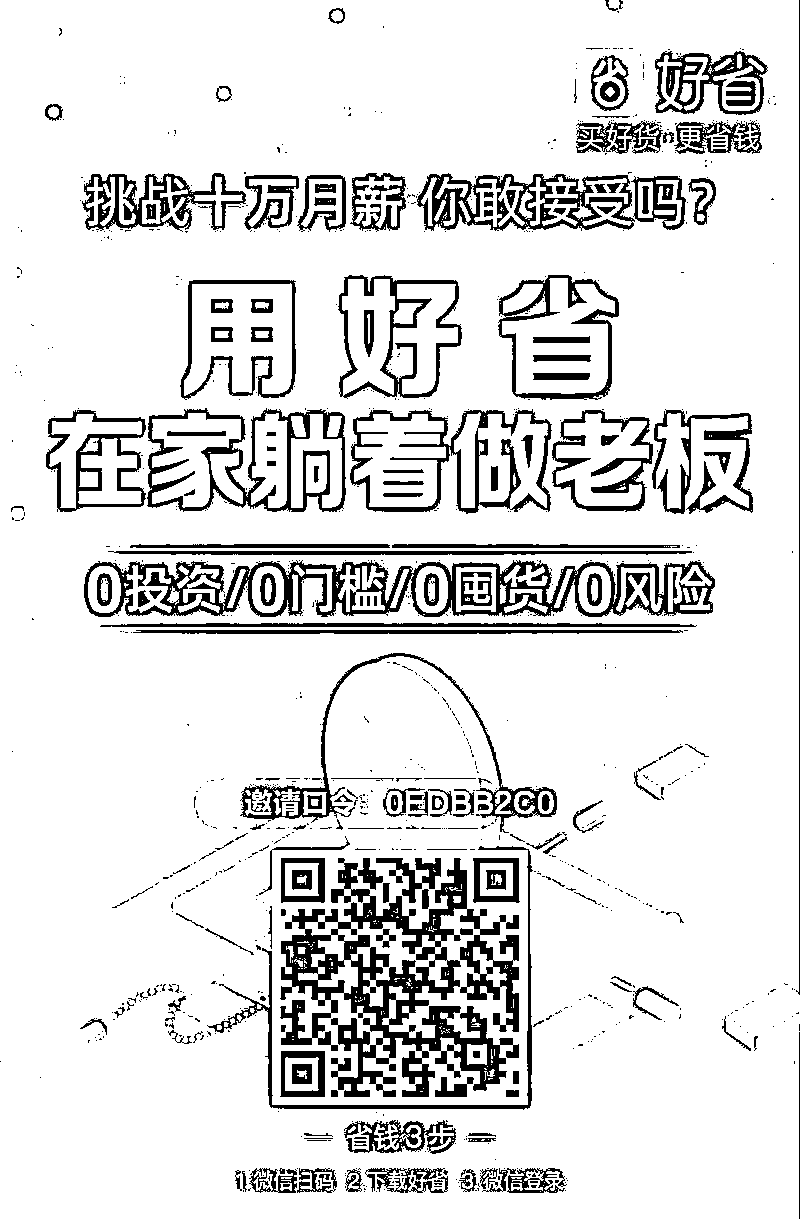 省 好省
买好货·更省钱
挑战十万月薪 你敢接受吗?
用好省
在家躺着做老板
0投资/0门槛/0囤货/0风险
邀请口令: 0EDBB2C0
省钱3步
1.微信扫码 2.下载好省 3.微信登录